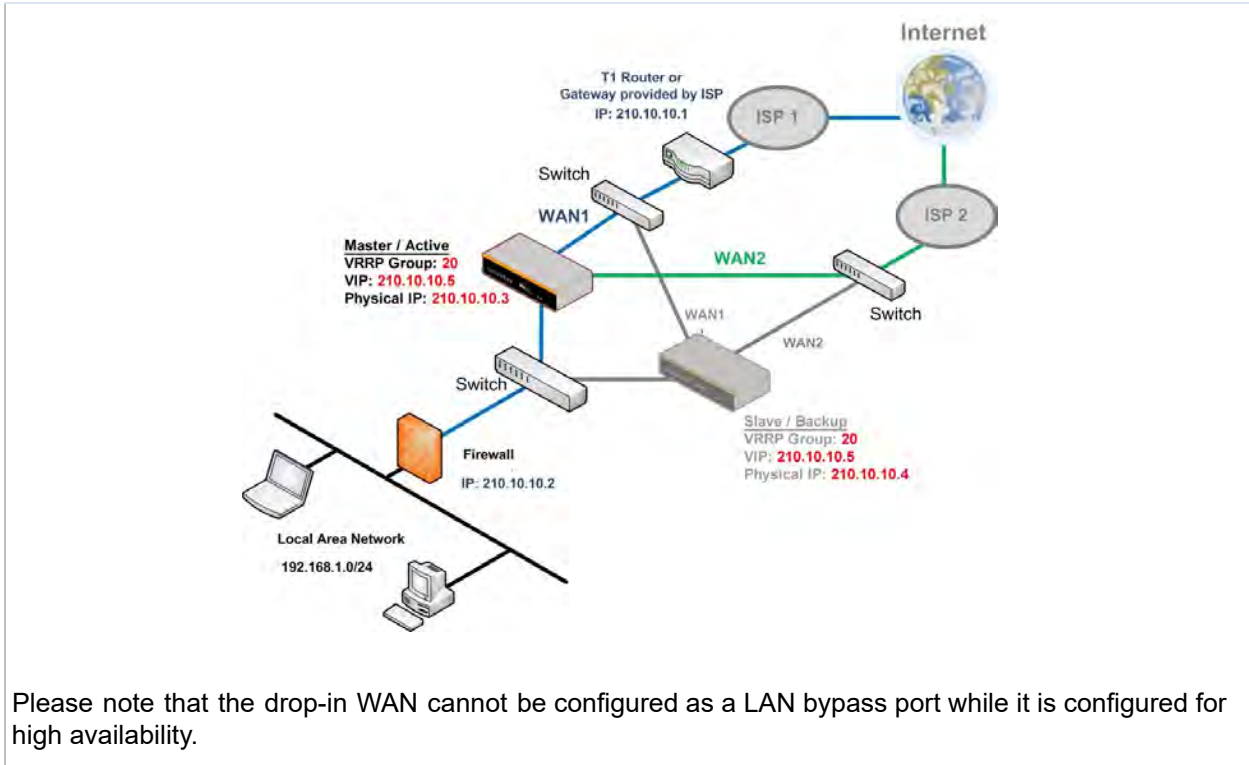 Internet
T1 Router or
Gateway provided by ISP
IP: 210.10.10.1
ISP 1
Switch
WAN1
ISP 2
Master / Active
VRRP Group: 20
VIP: 210.10.10.5
Physical IP: 210.10.10.3
WAN2
Switch
WAN1
WAN2
Switch
Slave / Backup
VRRP Group: 20
VIP: 210.10.10.5
Physical IP: 210.10.10.4
Firewall
IP: 210.10.10.2
Local Area Network
192.168.1.0/24
Please note that the drop-in WAN cannot be configured as a LAN bypass port while it is configured for
high availability.